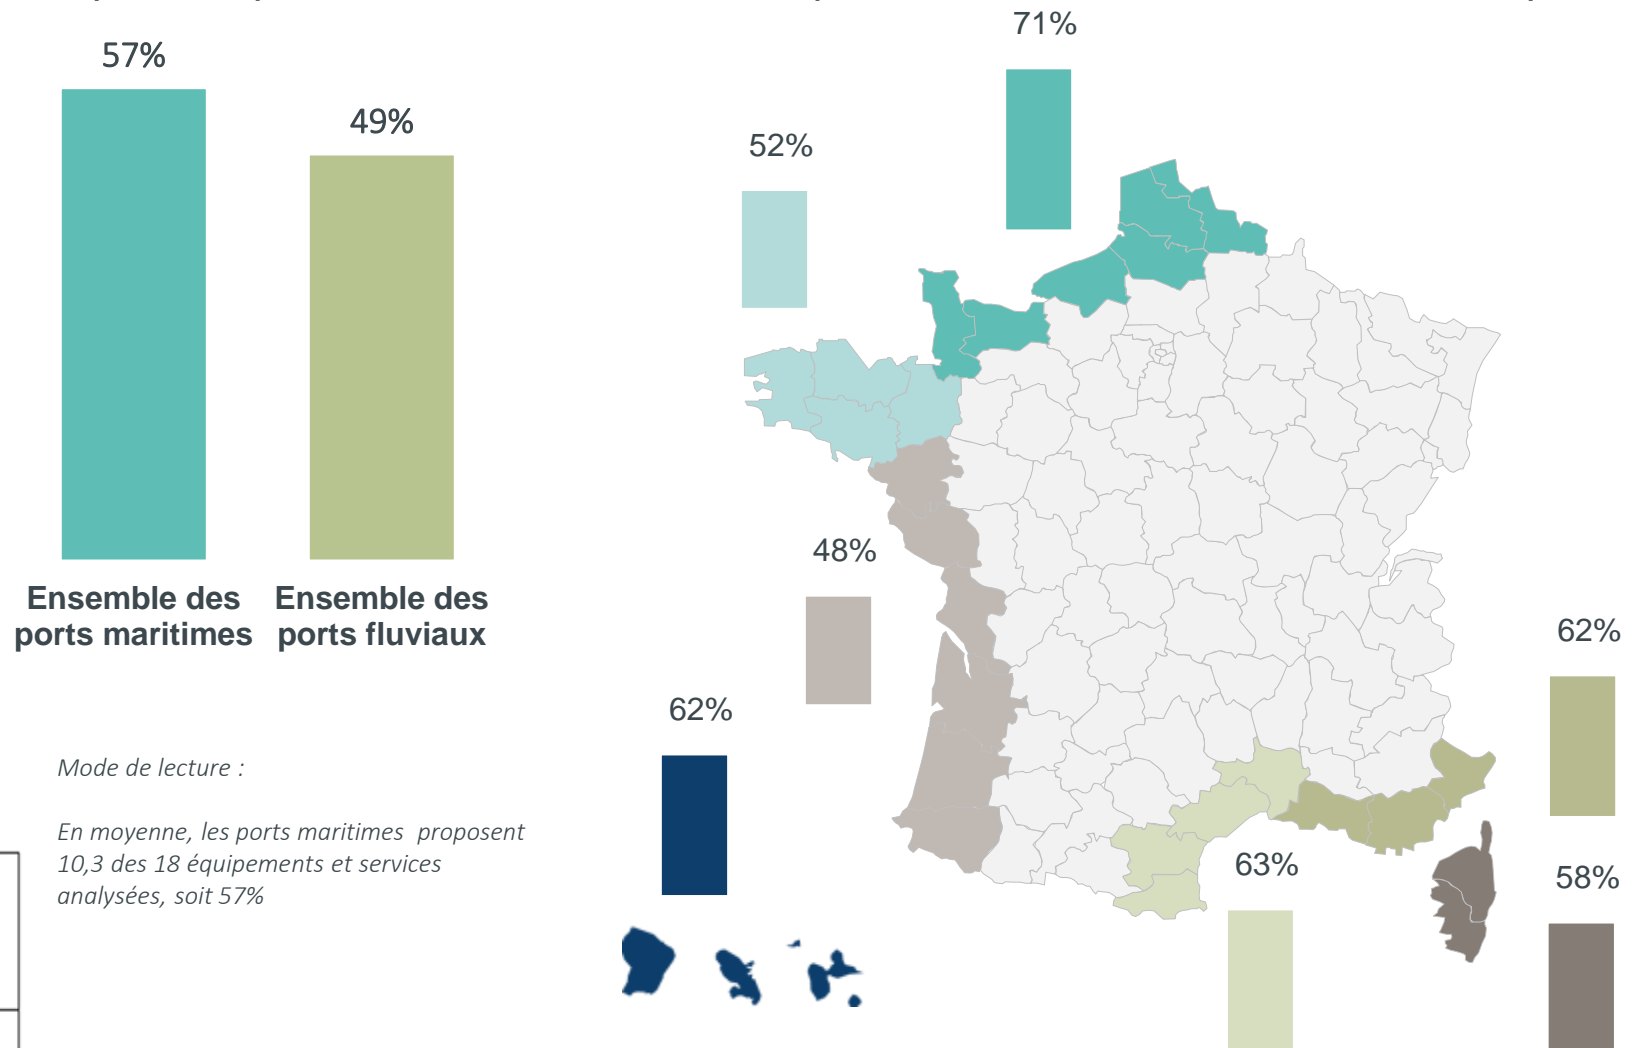 57%
49%
Ensemble des
ports maritimes
Ensemble des
ports fluviaux
Mode de lecture :
En moyenne, les ports maritimes proposent
10,3 des 18 équipements et services
analysées, soit 57%
71%
52%
48%
62%
62%
63%
58%